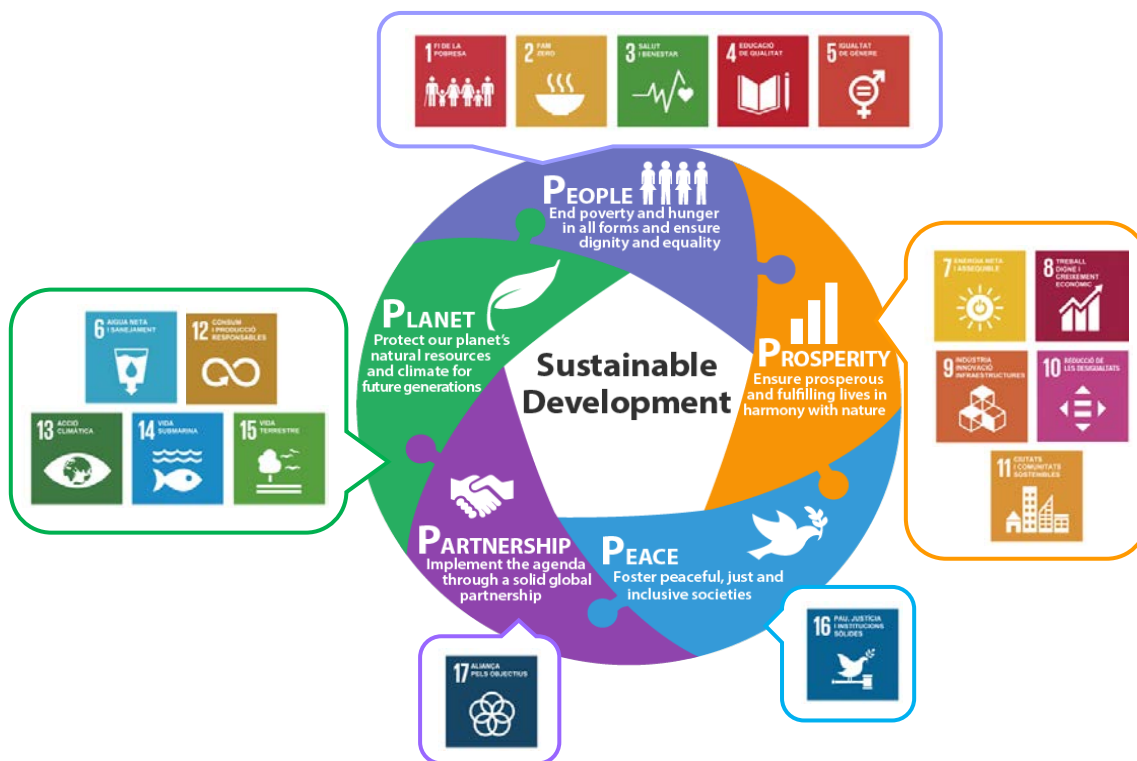 1 FI DE LA
POBRESA
2 FAM
ZERO
3 SALUT
I BENESTAR
4 EDUCACIÓ
DE QUALITAT
5 IGUALTAT
DE GÈNERE
PEOPLE
End poverty and hunger
in all forms and ensure
dignity and equality
PLANET
Protect our planet's
natural resources
and climate for
future generations
6 AIGUA NETA
I SANEJAMENT
12 CONSUM
I PRODUCCIÓ
RESPONSABLES
13 ACCIÓ
CLIMÀTICA
14 VIDA
SUBMARINA
15 VIDA
TERRESTRE
Sustainable
Development
PROSPERITY
Ensure prosperous
and fulfilling lives in
harmony with nature
7 ENERGIA NETA
I ASSEQUIBLE
8 TREBALL
DIGNE I
CREIXEMENT
ECONÒMIC
9 INDÚSTRIA
INNOVACIÓ
INFRAESTRUCTURES
10 REDUCCIÓ DE
LES DESIGUALTATS
11 CIUTATS
I COMUNITATS
SOSTENIBLES
PARTNERSHIP
Implement the agenda
through a solid global
partnership
PEACE
Foster peaceful, just and
inclusive societies
16 PAU, JUSTÍCIA
I INSTITUCIONS
SÒLIDES
17 ALIANÇA
PELS OBJECTIUS